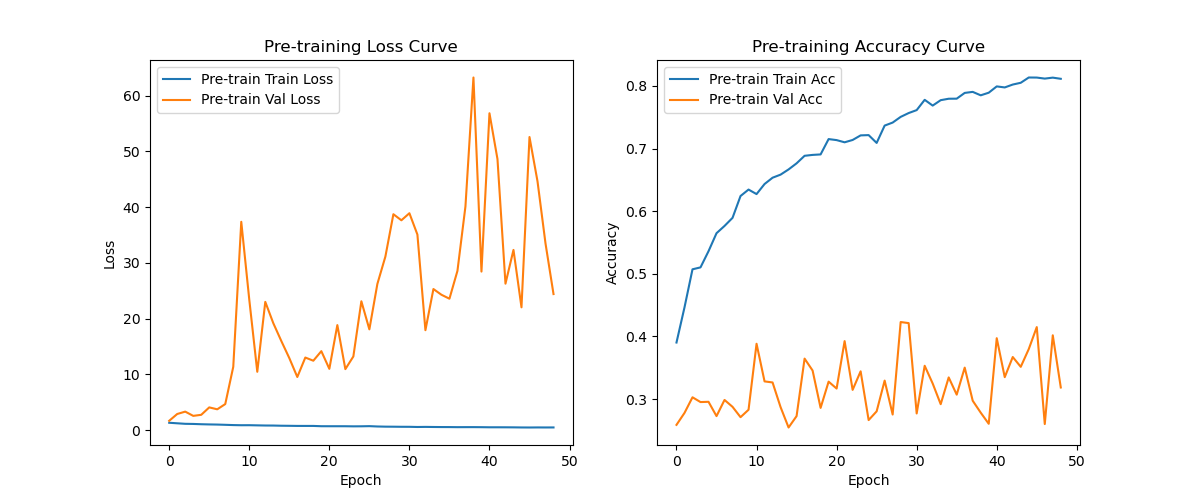 Pre-training Loss Curve
Pre-train Train Loss
Pre-train Val Loss
60
50
40
30
20
10
0
Loss
0 10 20 30 40 50
Epoch
Pre-training Accuracy Curve
Pre-train Train Acc
Pre-train Val Acc
0.8
0.7
0.6
0.5
0.4
0.3
Accuracy
0 10 20 30 40 50
Epoch